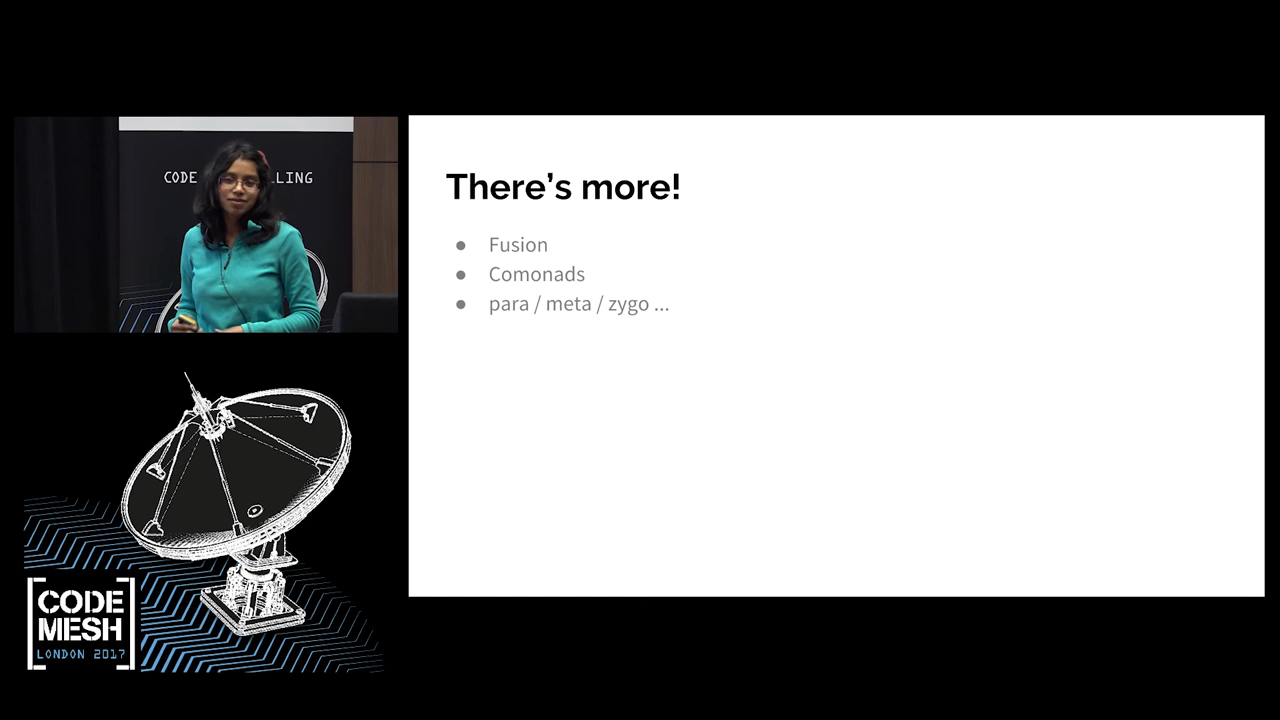 CODE LING
There's more!
● Fusion
● Comonads
● para / meta / zygo ...
CODE
MESH
LONDON 2017